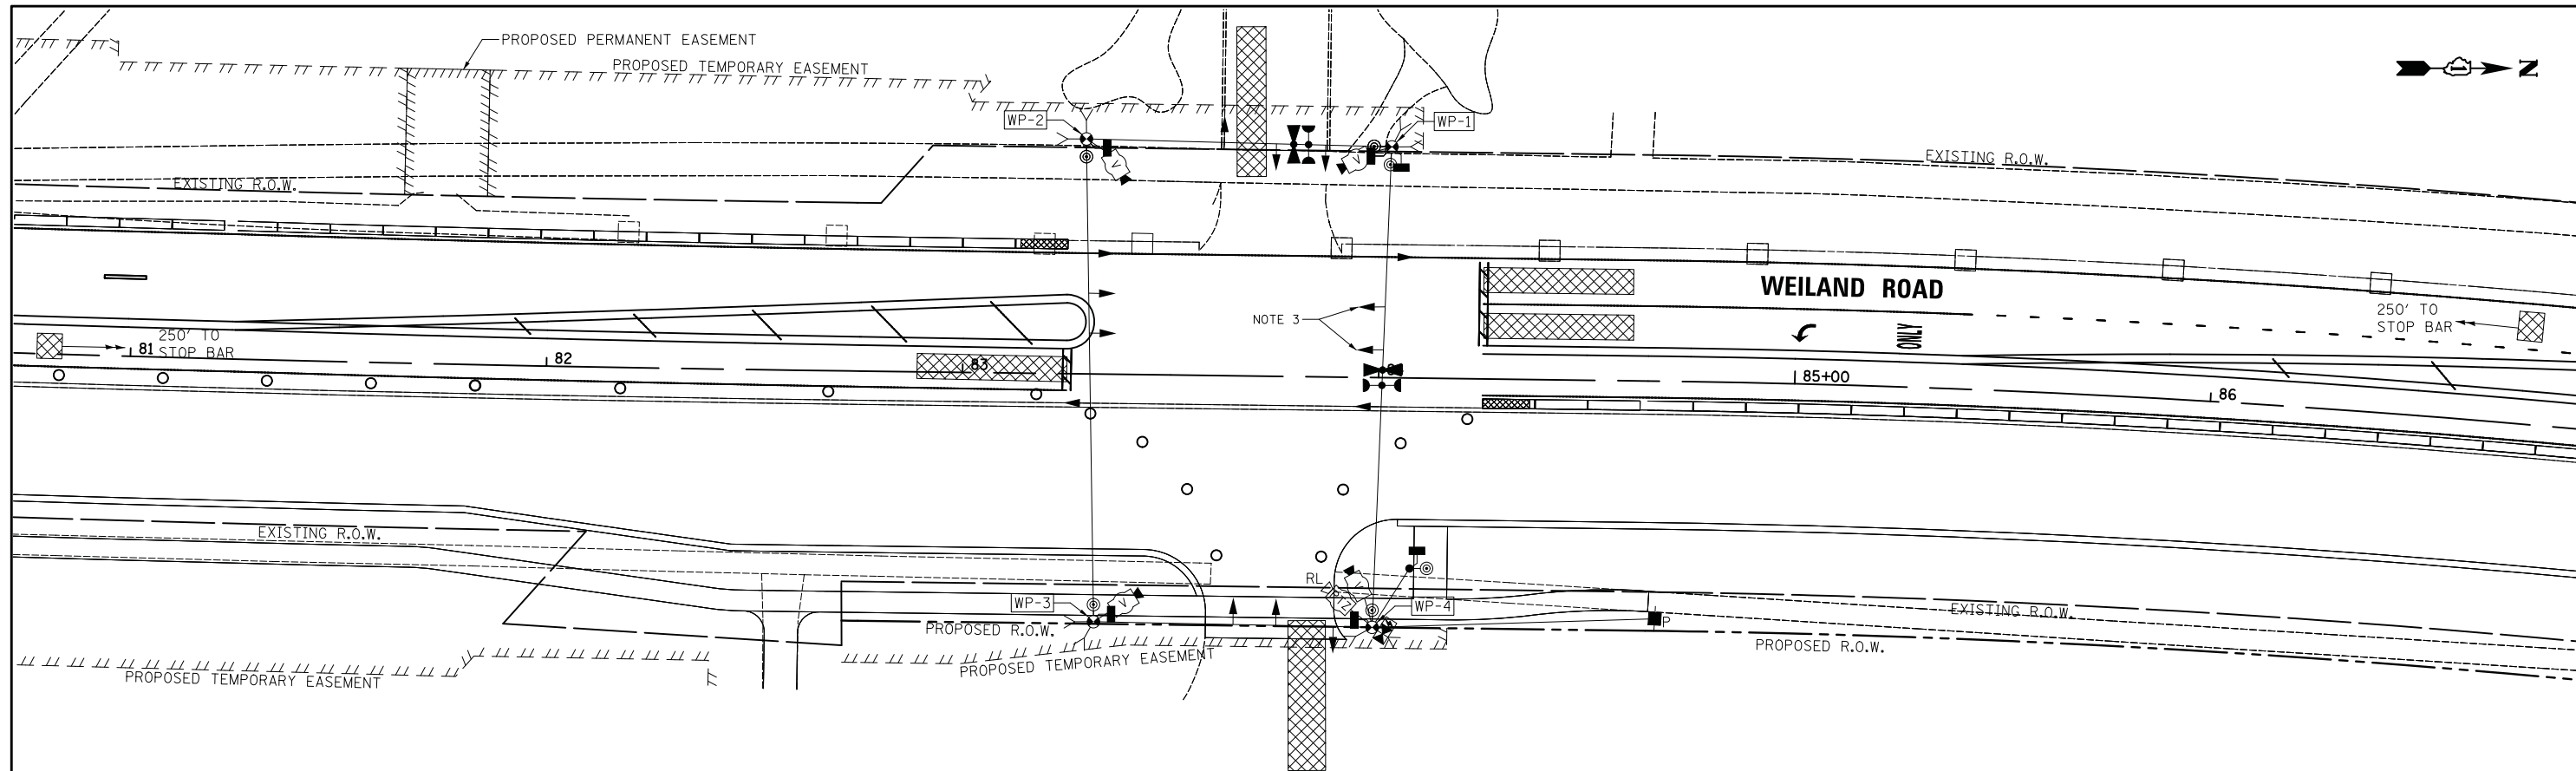 PROPOSED PERMANENT EASEMENT
PROPOSED TEMPORARY EASEMENT
N
1
WP-2
WP-1
EXISTING R.O.W.
EXISTING R.O.W.
V
V
WEILAND ROAD
NOTE 3
250' TO
STOP BAR
250' TO
STOP BAR
81
82
83
85+00
86
EXISTING R.O.W.
RL
V
WP-3
V
WP-4
EXISTING R.O.W.
P
PROPOSED R.O.W.
PROPOSED R.O.W.
PROPOSED TEMPORARY EASEMENT
PROPOSED TEMPORARY EASEMENT